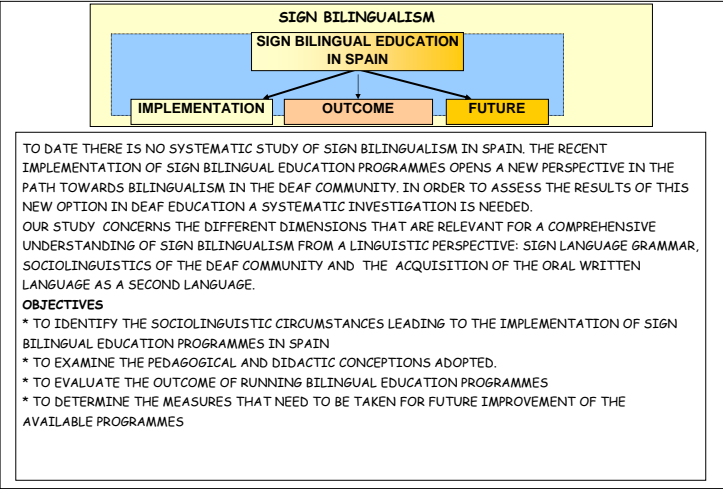 SIGN BILINGUALISM
SIGN BILINGUAL EDUCATION
IN SPAIN
IMPLEMENTATION
OUTCOME
FUTURE
TO DATE THERE IS NO SYSTEMATIC STUDY OF SIGN BILINGUALISM IN SPAIN. THE RECENT
IMPLEMENTATION OF SIGN BILINGUAL EDUCATION PROGRAMMES OPENS A NEW PERSPECTIVE IN THE
PATH TOWARDS BILINGUALISM IN THE DEAF COMMUNITY. IN ORDER TO ASSESS THE RESULTS OF THIS
NEW OPTION IN DEAF EDUCATION A SYSTEMATIC INVESTIGATION IS NEEDED.
OUR STUDY CONCERNS THE DIFFERENT DIMENSIONS THAT ARE RELEVANT FOR A COMPREHENSIVE
UNDERSTANDING OF SIGN BILINGUALISM FROM A LINGUISTIC PERSPECTIVE: SIGN LANGUAGE GRAMMAR,
SOCIOLINGUISTICS OF THE DEAF COMMUNITY AND THE ACQUISITION OF THE ORAL WRITTEN
LANGUAGE AS A SECOND LANGUAGE.
OBJECTIVES
* TO IDENTIFY THE SOCIOLINGUISTIC CIRCUMSTANCES LEADING TO THE IMPLEMENTATION OF SIGN
BILINGUAL EDUCATION PROGRAMMES IN SPAIN
* TO EXAMINE THE PEDAGOGICAL AND DIDACTIC CONCEPTIONS ADOPTED.
* TO EVALUATE THE OUTCOME OF RUNNING BILINGUAL EDUCATION PROGRAMMES
* TO DETERMINE THE MEASURES THAT NEED TO BE TAKEN FOR FUTURE IMPROVEMENT OF THE
AVAILABLE PROGRAMMES